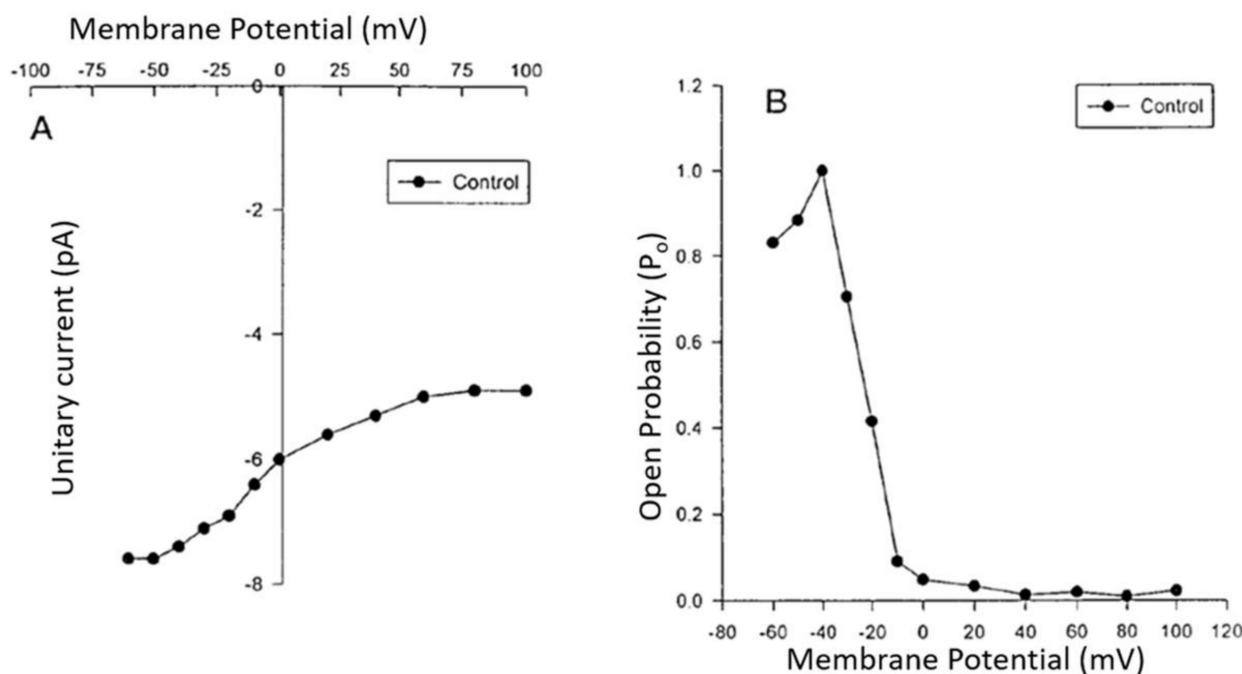 Membrane Potential (mV)
-100 -75 -50 -25 0 25 50 75 100
0
A
Control
-2
-4
-6
-8
Unitary current (pA)
B
Control
1.2
1.0
0.8
0.6
0.4
0.2
0.0
Open Probability (Po)
-80 -60 -40 -20 0 20 40 60 80 100 120
Membrane Potential (mV)